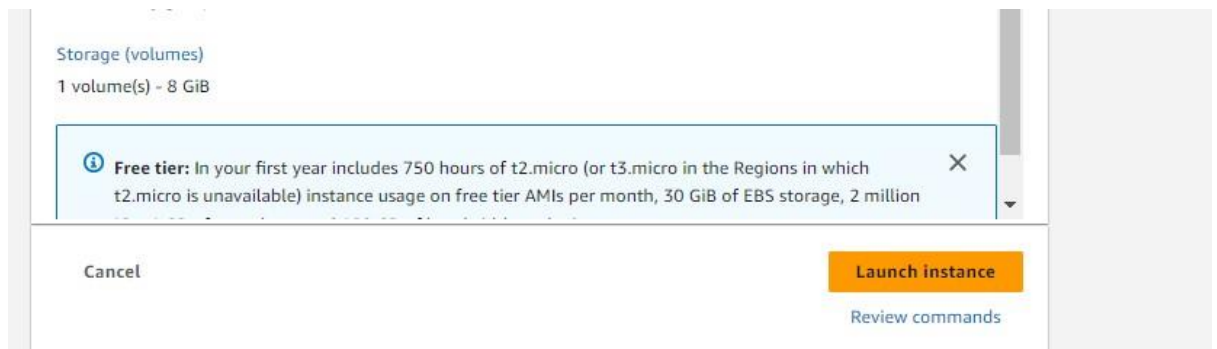 Storage (volumes)
1 volume(s) - 8 GiB
Free tier: In your first year includes 750 hours of t2.micro (or t3.micro in the Regions in which
t2.micro is unavailable) instance usage on free tier AMIs per month, 30 GiB of EBS storage, 2 million
Cancel
Launch instance
Review commands